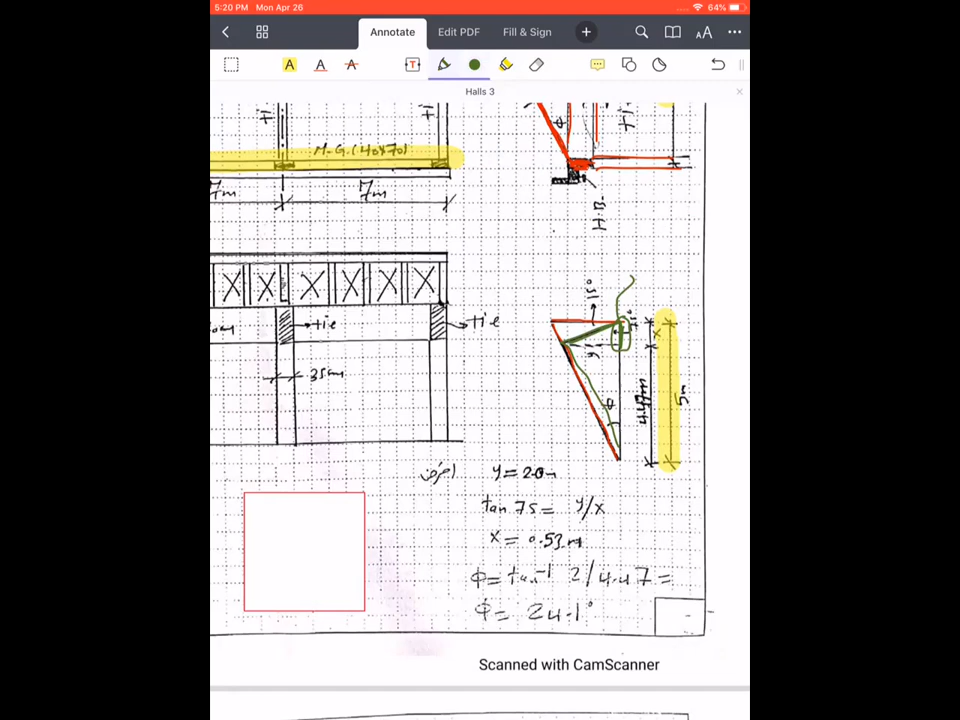 5:20 PM Mon Apr 26
64%
Annotate
Edit PDF
Fill & Sign
Halls 3
M.G.(40x70)
7m
7m
H.B.
tie
tie
35cm
5m
افرض
y = 2.0m
tan 75 = y/x
x = 0.53m
φ = tan⁻¹ 2/4.47 =
φ = 24.1°
Scanned with CamScanner